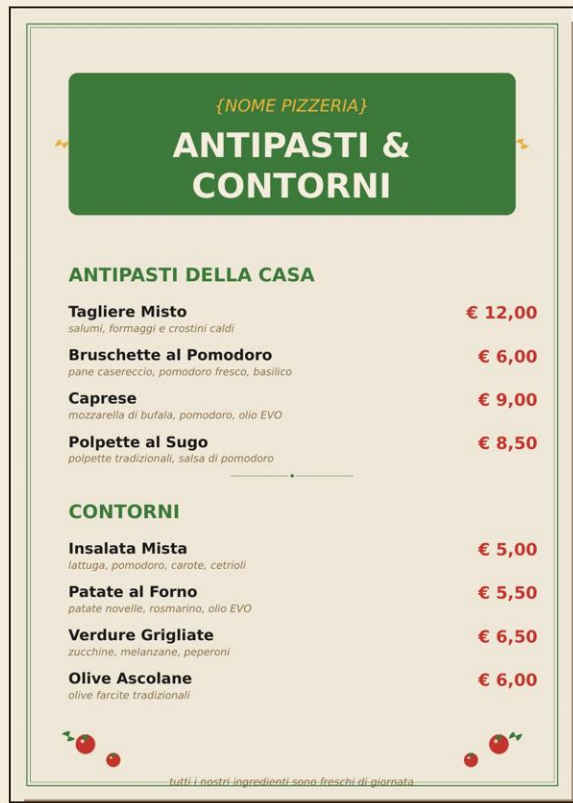 {NOME PIZZERIA}
ANTIPASTI &
CONTORNI
ANTIPASTI DELLA CASA
Tagliere Misto € 12,00
salumi, formaggi e crostini caldi
Bruschette al Pomodoro € 6,00
pane casereccio, pomodoro fresco, basilico
Caprese € 9,00
mozzarella di bufala, pomodoro, olio EVO
Polpette al Sugo € 8,50
polpette tradizionali, salsa di pomodoro
CONTORNI
Insalata Mista € 5,00
lattuga, pomodoro, carote, cetrioli
Patate al Forno € 5,50
patate novelle, rosmarino, olio EVO
Verdure Grigliate € 6,50
zucchine, melanzane, peperoni
Olive Ascolane € 6,00
olive farcite tradizionali
tutti i nostri ingredienti sono freschi di giornata